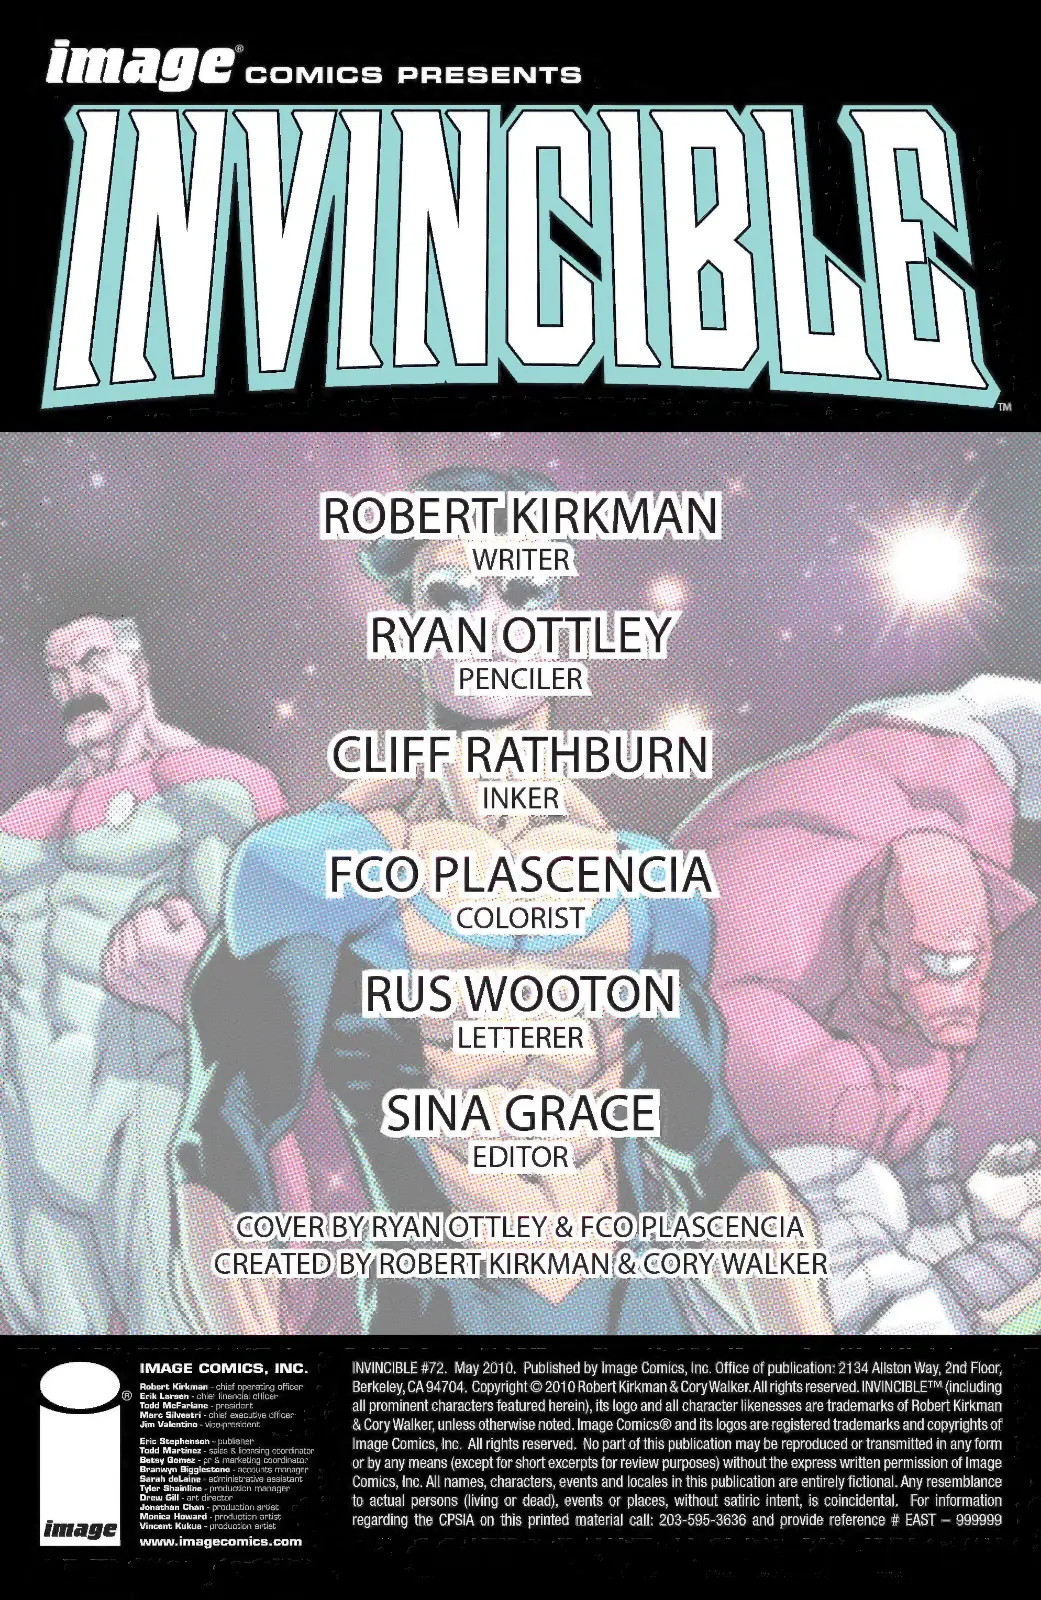 image® COMICS PRESENTS
INVINCIBLE™
ROBERT KIRKMAN
WRITER
RYAN OTTLEY
PENCILER
CLIFF RATHBURN
INKER
FCO PLASCENCIA
COLORIST
RUS WOOTON
LETTERER
SINA GRACE
EDITOR
COVER BY RYAN OTTLEY & FCO PLASCENCIA
CREATED BY ROBERT KIRKMAN & CORY WALKER
®
image
IMAGE COMICS, INC.
Robert Kirkman - chief operating officer
Erik Larsen - chief financial officer
Todd McFarlane - president
Marc Silvestri - chief executive officer
Jim Valentino - vice-president
Eric Stephenson - publisher
Todd Martinez - sales & licensing coordinator
Betsy Gomez - pr & marketing coordinator
Branwyn Bigglestone - accounts manager
Sarah deLaine - administrative assistant
Tyler Shainline - production manager
Drew Gill - art director
Jonathan Chan - production artist
Monica Howard - production artist
Vincent Kukua - production artist
www.imagecomics.com
INVINCIBLE #72. May 2010. Published by Image Comics, Inc. Office of publication: 2134 Allston Way, 2nd Floor,
Berkeley, CA 94704. Copyright © 2010 Robert Kirkman & Cory Walker. All rights reserved. INVINCIBLE™ (including
all prominent characters featured herein), its logo and all character likenesses are trademarks of Robert Kirkman
& Cory Walker, unless otherwise noted. Image Comics® and its logos are registered trademarks and copyrights of
Image Comics, Inc. All rights reserved. No part of this publication may be reproduced or transmitted in any form
or by any means (except for short excerpts for review purposes) without the express written permission of Image
Comics, Inc. All names, characters, events and locales in this publication are entirely fictional. Any resemblance
to actual persons (living or dead), events or places, without satiric intent, is coincidental. For information
regarding the CPSIA on this printed material call: 203-595-3636 and provide reference # EAST – 999999